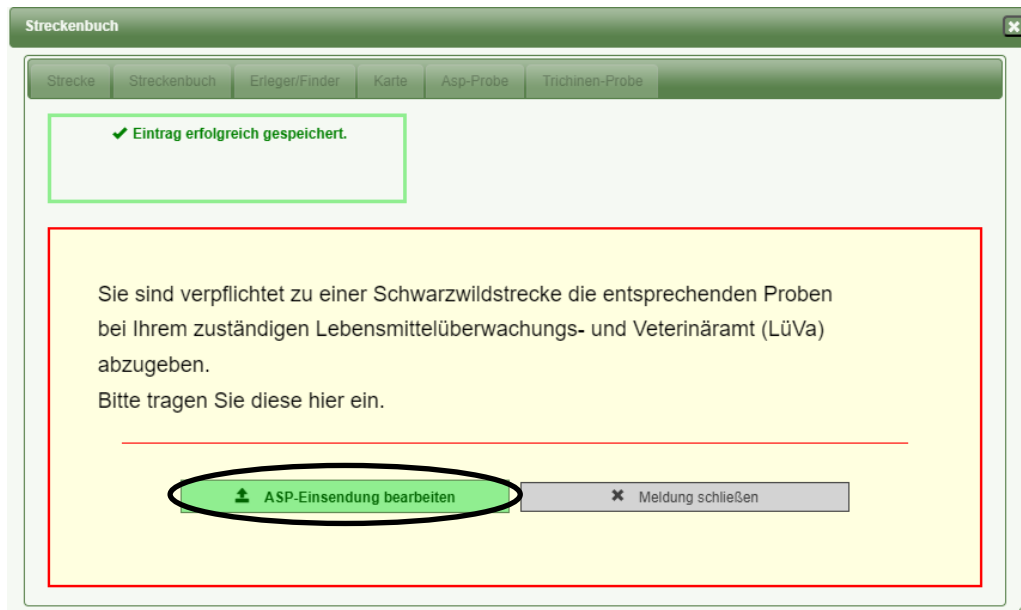 Streckenbuch
Strecke Streckenbuch Erleger/Finder Karte Asp-Probe Trichinen-Probe
Eintrag erfolgreich gespeichert.
Sie sind verpflichtet zu einer Schwarzwildstrecke die entsprechenden Proben
bei Ihrem zuständigen Lebensmittelüberwachungs- und Veterinäramt (LüVa)
abzugeben.
Bitte tragen Sie diese hier ein.
ASP-Einsendung bearbeiten Meldung schließen